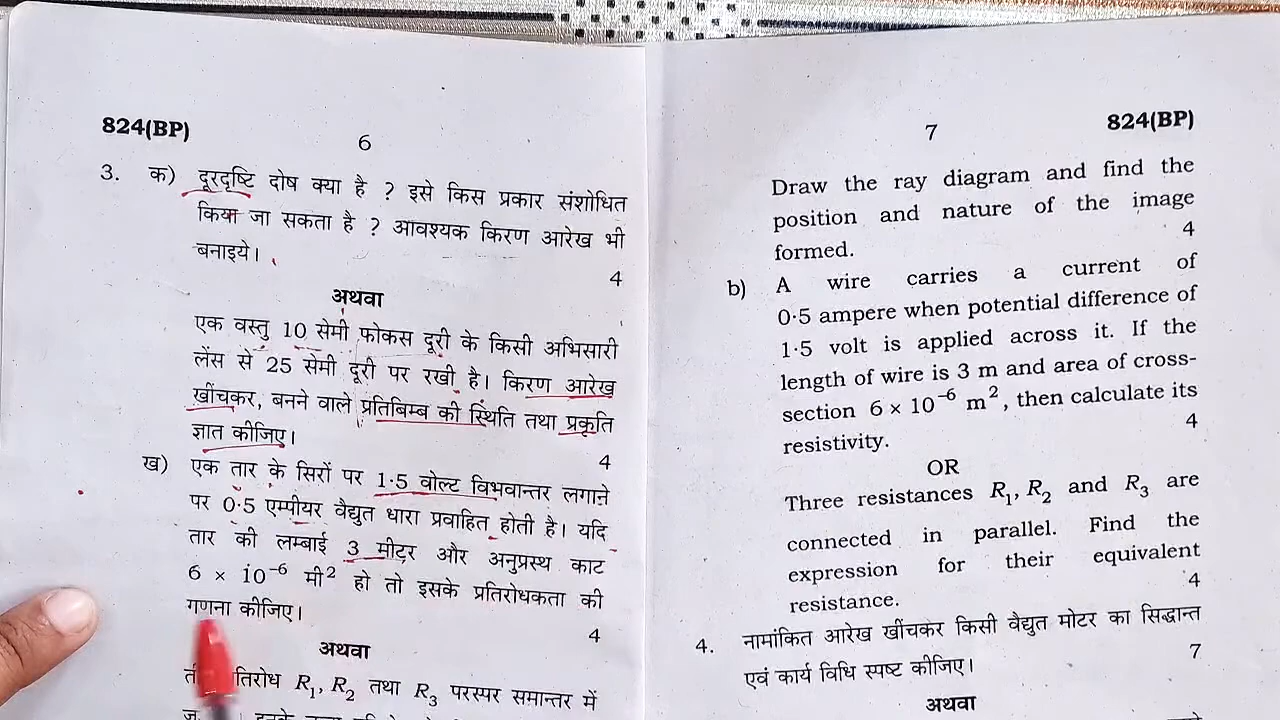 824(BP)
6
3. क) दूरदृष्टि दोष क्या है ? इसे किस प्रकार संशोधित
किया जा सकता है ? आवश्यक किरण आरेख भी
बनाइये।
4
अथवा
एक वस्तु 10 सेमी फोकस दूरी के किसी अभिसारी
लेंस से 25 सेमी दूरी पर रखी है। किरण आरेख
खींचकर, बनने वाले प्रतिबिम्ब की स्थिति तथा प्रकृति
ज्ञात कीजिए।
4
ख) एक तार के सिरों पर 1·5 वोल्ट विभवान्तर लगाने
पर 0·5 एम्पीयर वैद्युत धारा प्रवाहित होती है। यदि
तार की लम्बाई 3 मीटर और अनुप्रस्थ काट
6 × 10⁻⁶ मी² हो तो इसके प्रतिरोधकता की
गणना कीजिए।
4
अथवा
R₁, R₂ तथा R₃ परस्पर समान्तर में
7
824(BP)
Draw the ray diagram and find the
position and nature of the image
formed.
4
b) A wire carries a current of
0·5 ampere when potential difference of
1·5 volt is applied across it. If the
length of wire is 3 m and area of cross-
section 6 × 10⁻⁶ m², then calculate its
resistivity.
4
OR
Three resistances R₁, R₂ and R₃ are
connected in parallel. Find the
expression for their equivalent
resistance.
4
4. नामांकित आरेख खींचकर किसी वैद्युत मोटर का सिद्धान्त
एवं कार्य विधि स्पष्ट कीजिए।
7
अथवा